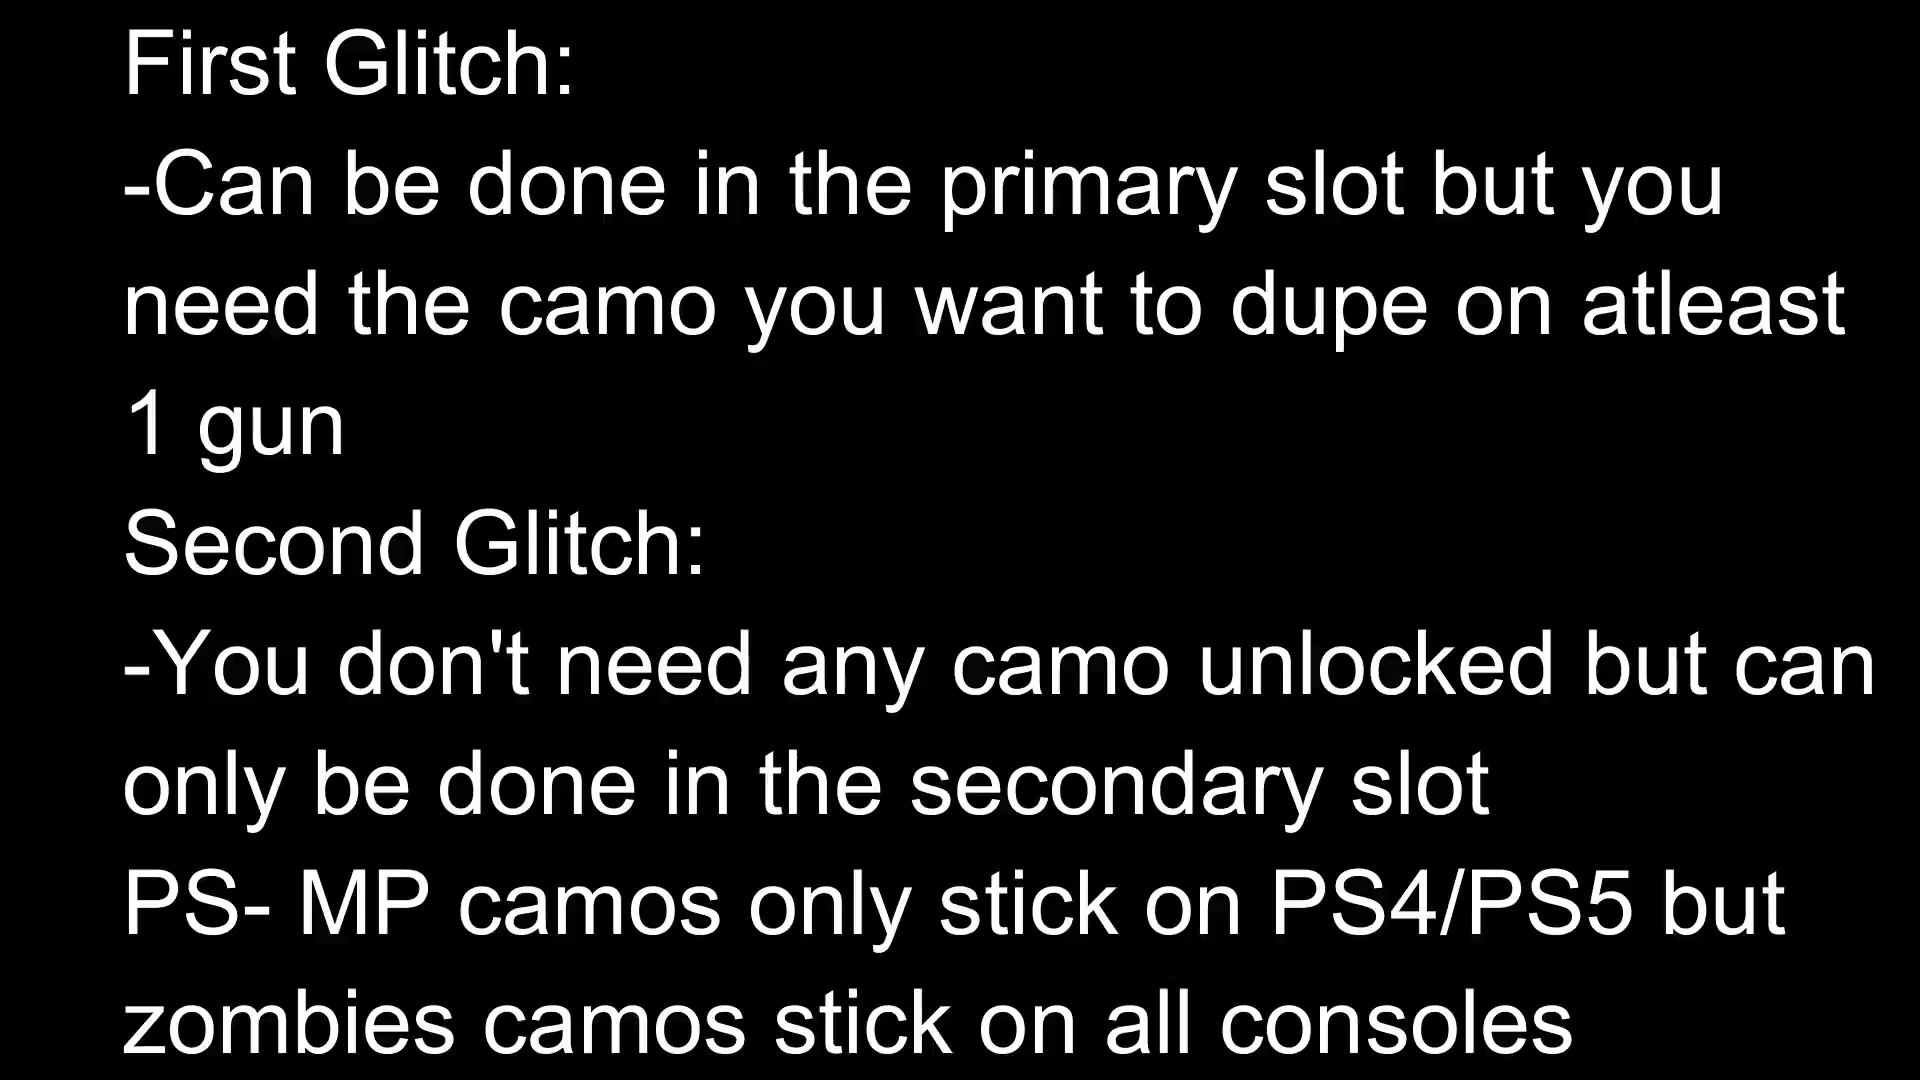 First Glitch:
-Can be done in the primary slot but you
need the camo you want to dupe on atleast
1 gun
Second Glitch:
-You don't need any camo unlocked but can
only be done in the secondary slot
PS- MP camos only stick on PS4/PS5 but
zombies camos stick on all consoles